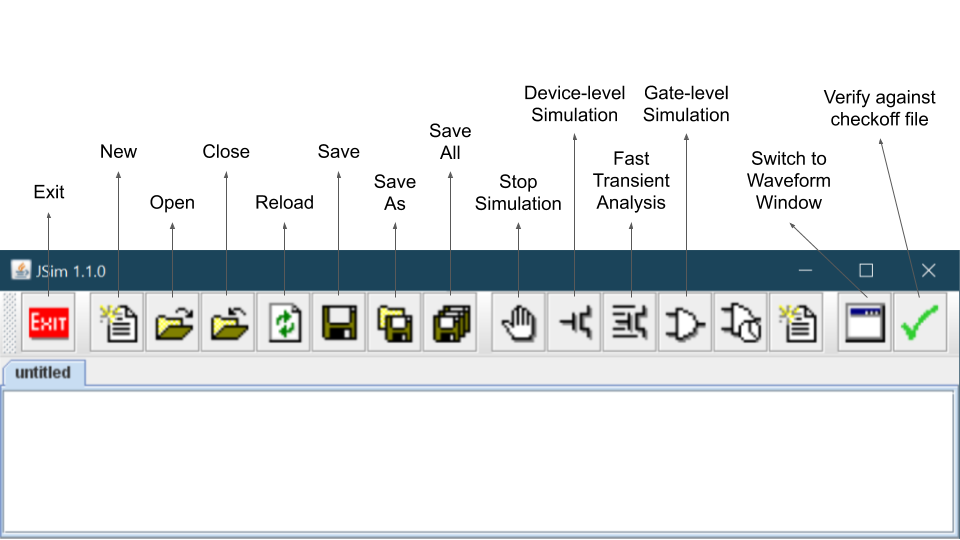 Device-level
Simulation
Gate-level
Simulation
Verify against
checkoff file
Save
All
New
Close
Save
Fast
Transient
Analysis
Switch to
Waveform
Window
Exit
Open
Reload
Save
As
Stop
Simulation
JSim 1.1.0
EXIT
untitled